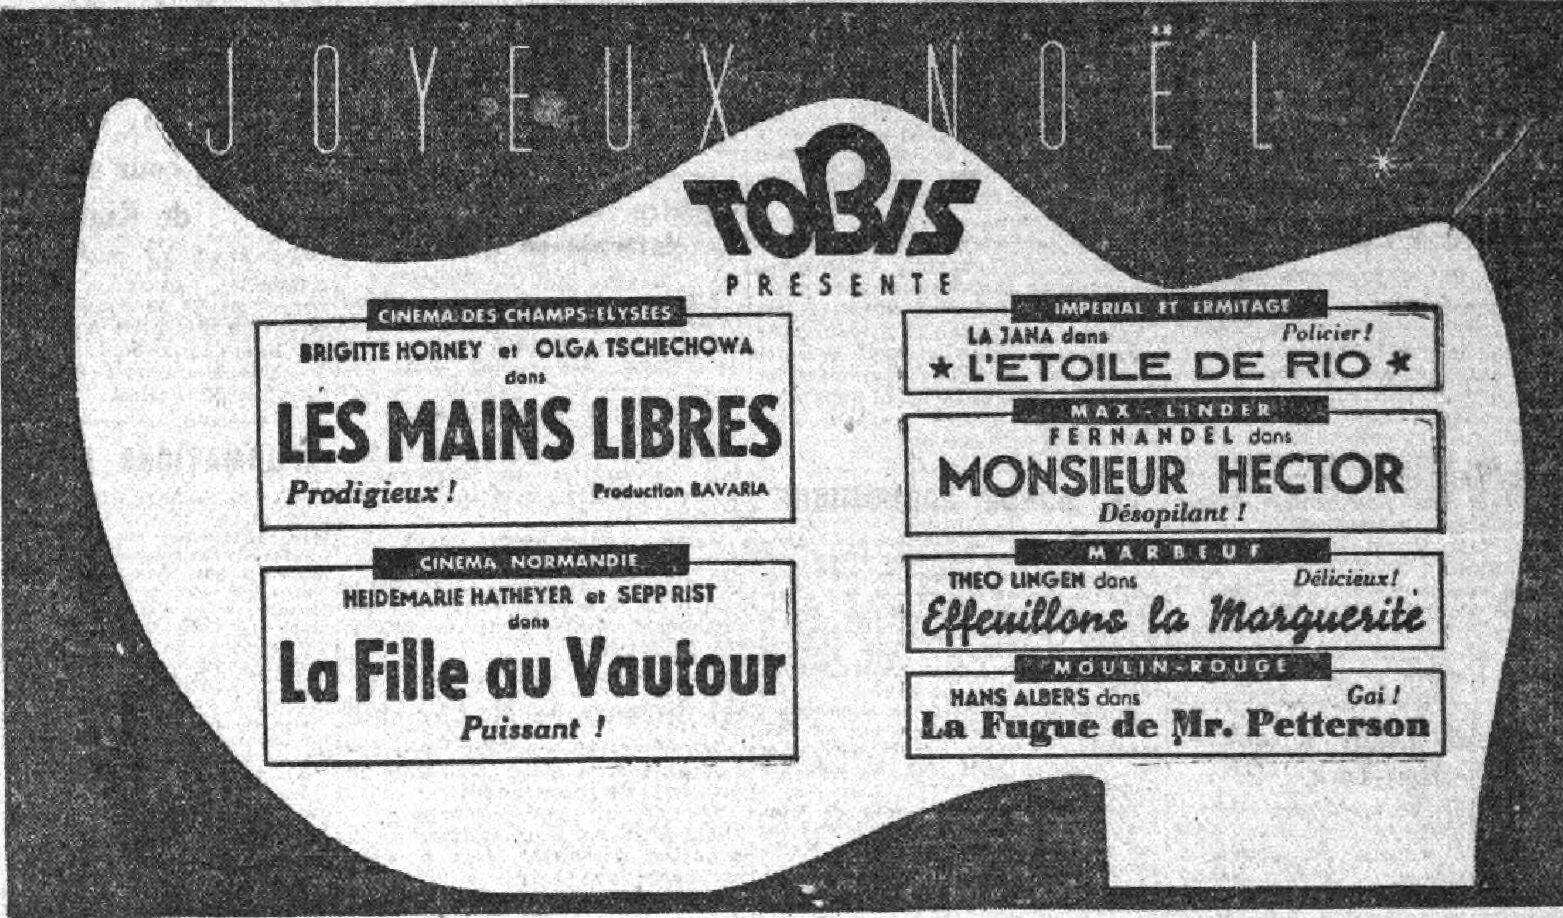 JOYEUX NOËL
TOBIS
PRÉSENTE
CINEMA DES CHAMPS-ELYSÉES
BRIGITTE HORNEY et OLGA TSCHECHOWA
dans
LES MAINS LIBRES
Prodigieux ! Production BAVARIA
CINEMA NORMANDIE
HEIDEMARIE HATHEYER et SEPP RIST
dans
La Fille au Vautour
Puissant !
IMPERIAL ET ERMITAGE
LA JANA dans Policier !
★ L'ETOILE DE RIO ★
MAX-LINDER
FERNANDEL dans
MONSIEUR HECTOR
Désopilant !
MARBEUF
THEO LINGEN dans Délicieux !
Effeuillons la Marguerite
MOULIN-ROUGE
HANS ALBERS dans Gai !
La Fugue de Mr. Petterson